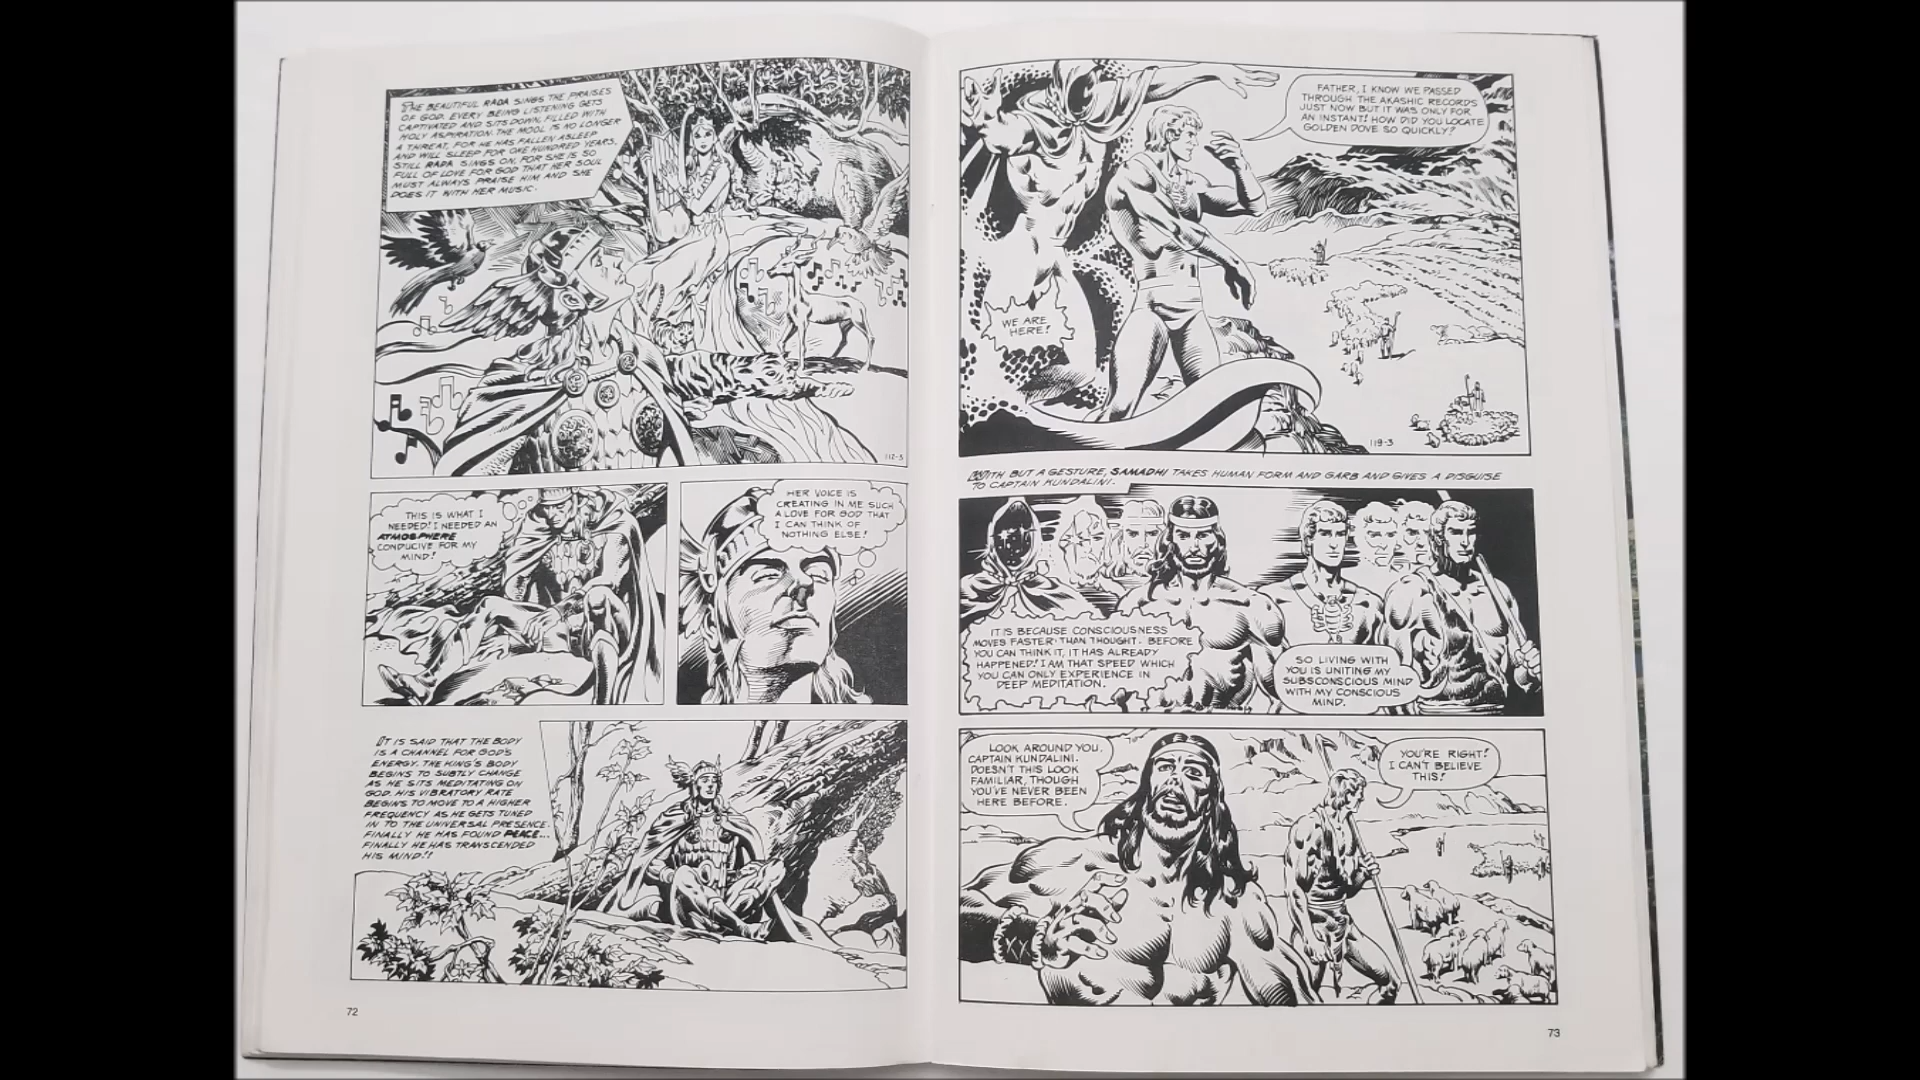 THE BEAUTIFUL RADA SINGS THE PRAISES
OF GOD. EVERY BEING LISTENING GETS
CAPTIVATED AND SITS DOWN, FILLED WITH
HOLY ASPIRATION. THE MOOL IS NO LONGER
A THREAT, FOR HE HAS FALLEN ASLEEP
AND WILL SLEEP FOR ONE HUNDRED YEARS.
STILL RADA SINGS ON, FOR SHE IS SO
FULL OF LOVE FOR GOD THAT HER SOUL
MUST ALWAYS PRAISE HIM AND SHE
DOES IT WITH HER MUSIC.
112-3
THIS IS WHAT I
NEEDED! I NEEDED AN
ATMOSPHERE
CONDUCIVE FOR MY
MIND!
HER VOICE IS
CREATING IN ME SUCH
A LOVE FOR GOD THAT
I CAN THINK OF
NOTHING ELSE!
IT IS SAID THAT THE BODY
IS A CHANNEL FOR GOD'S
ENERGY. THE KING'S BODY
BEGINS TO SUBTLY CHANGE
AS HE SITS MEDITATING ON
GOD. HIS VIBRATORY RATE
BEGINS TO MOVE TO A HIGHER
FREQUENCY AS HE GETS TUNED
IN TO THE UNIVERSAL PRESENCE.
FINALLY HE HAS FOUND PEACE...
FINALLY HE HAS TRANSCENDED
HIS MIND!!
72
FATHER, I KNOW WE PASSED
THROUGH THE AKASHIC RECORDS
JUST NOW BUT IT WAS ONLY FOR
AN INSTANT! HOW DID YOU LOCATE
GOLDEN DOVE SO QUICKLY?
WE ARE
HERE!
119-3
WITH BUT A GESTURE, SAMADHI TAKES HUMAN FORM AND GARB AND GIVES A DISGUISE
TO CAPTAIN KUNDALINI.
IT IS BECAUSE CONSCIOUSNESS
MOVES FASTER THAN THOUGHT. BEFORE
YOU CAN THINK IT, IT HAS ALREADY
HAPPENED! I AM THAT SPEED WHICH
YOU CAN ONLY EXPERIENCE IN
DEEP MEDITATION.
SO LIVING WITH
YOU IS UNITING MY
SUBSCONSCIOUS MIND
WITH MY CONSCIOUS
MIND.
LOOK AROUND YOU,
CAPTAIN KUNDALINI.
DOESN'T THIS LOOK
FAMILIAR, THOUGH
YOU'VE NEVER BEEN
HERE BEFORE.
YOU'RE RIGHT!
I CAN'T BELIEVE
THIS!
73